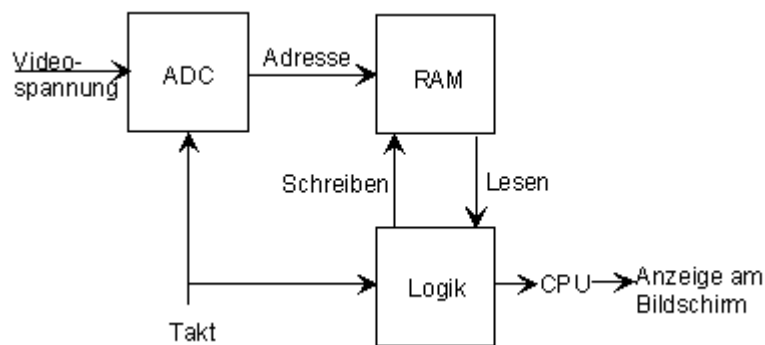 Video-
spannung
ADC
Adresse
RAM
Schreiben
Lesen
Takt
Logik
CPU
Anzeige am
Bildschirm